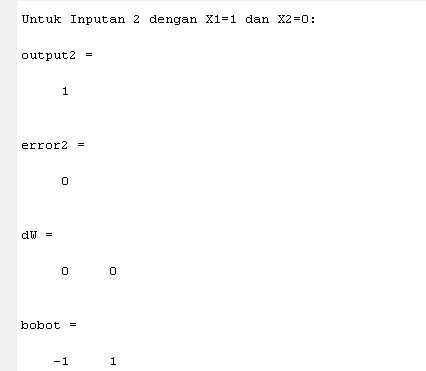 Untuk Inputan 2 dengan X1=1 dan X2=0:
output2 =
1
error2 =
0
dW =
0 0
bobot =
-1 1